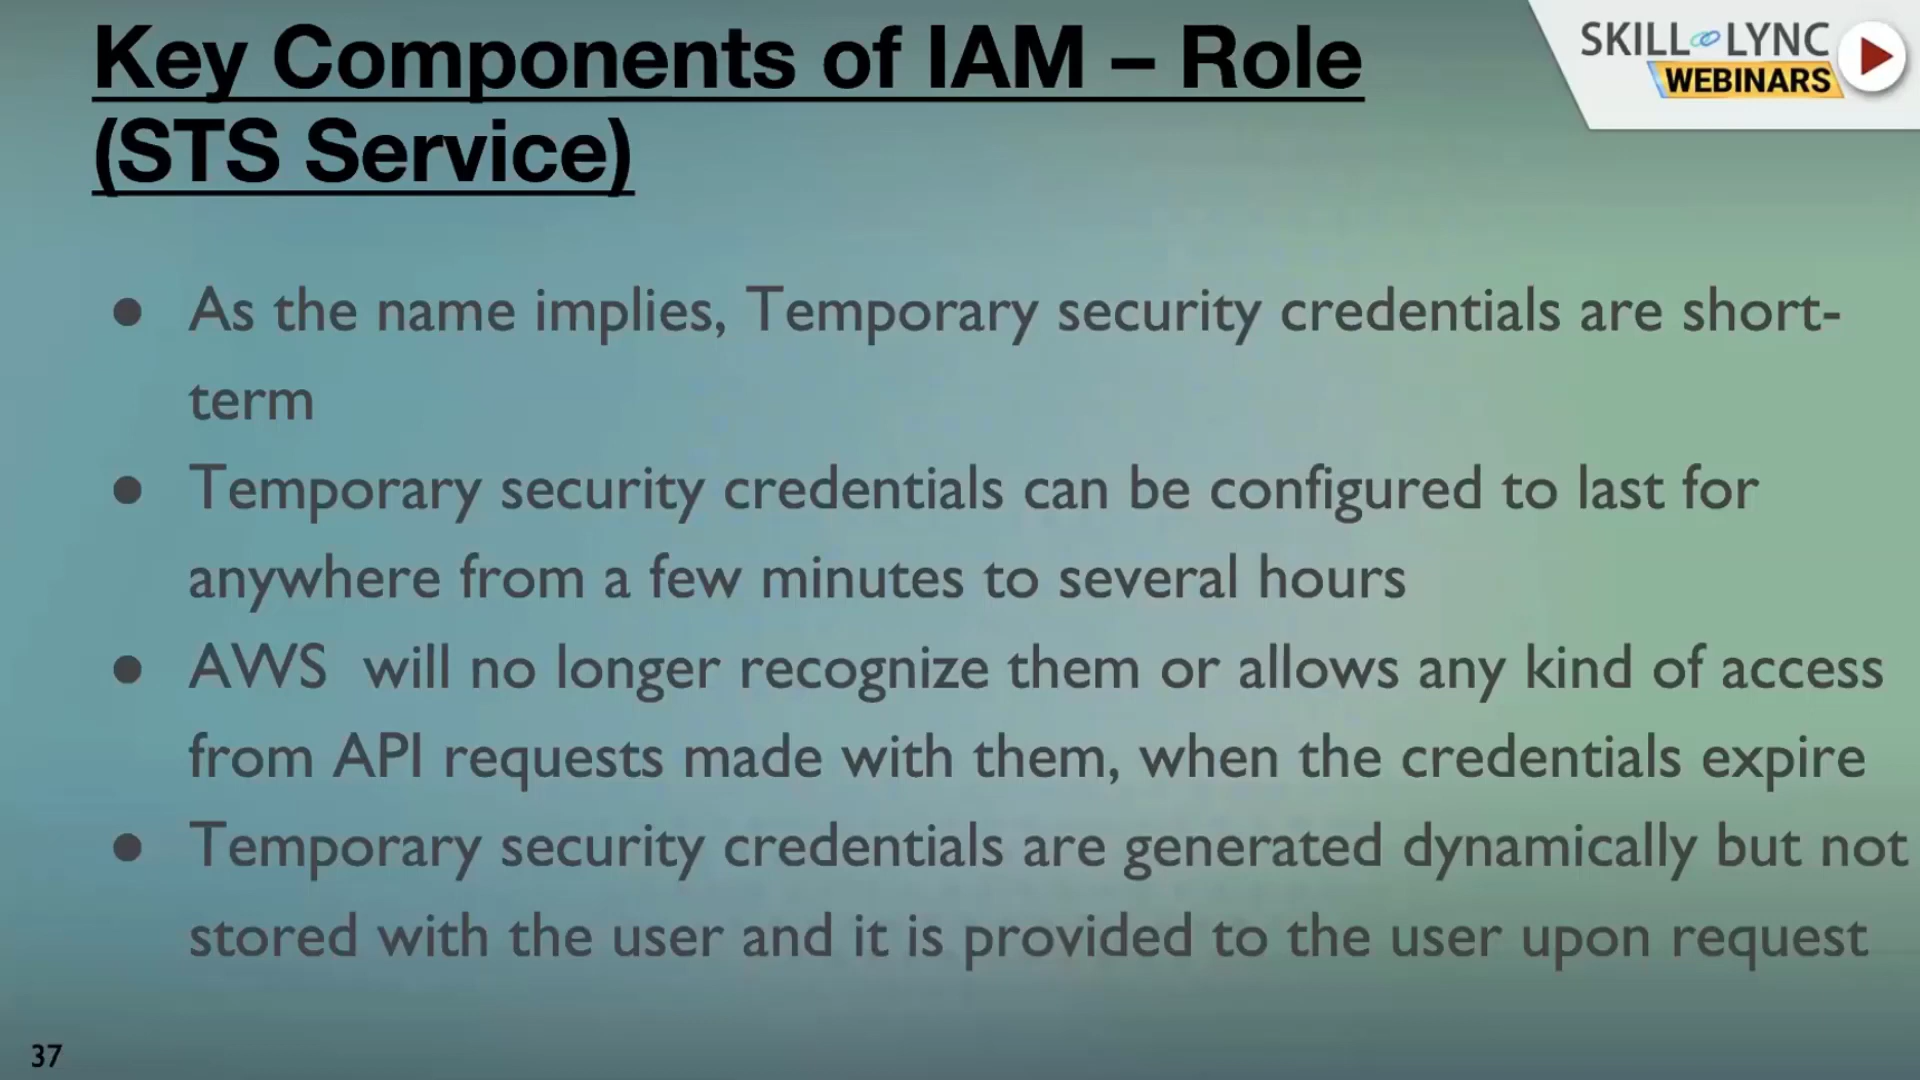 Key Components of IAM – Role
(STS Service)
SKILL LYNC
WEBINARS
● As the name implies, Temporary security credentials are short-
term
● Temporary security credentials can be configured to last for
anywhere from a few minutes to several hours
● AWS  will no longer recognize them or allows any kind of access
from API requests made with them, when the credentials expire
● Temporary security credentials are generated dynamically but not
stored with the user and it is provided to the user upon request
37